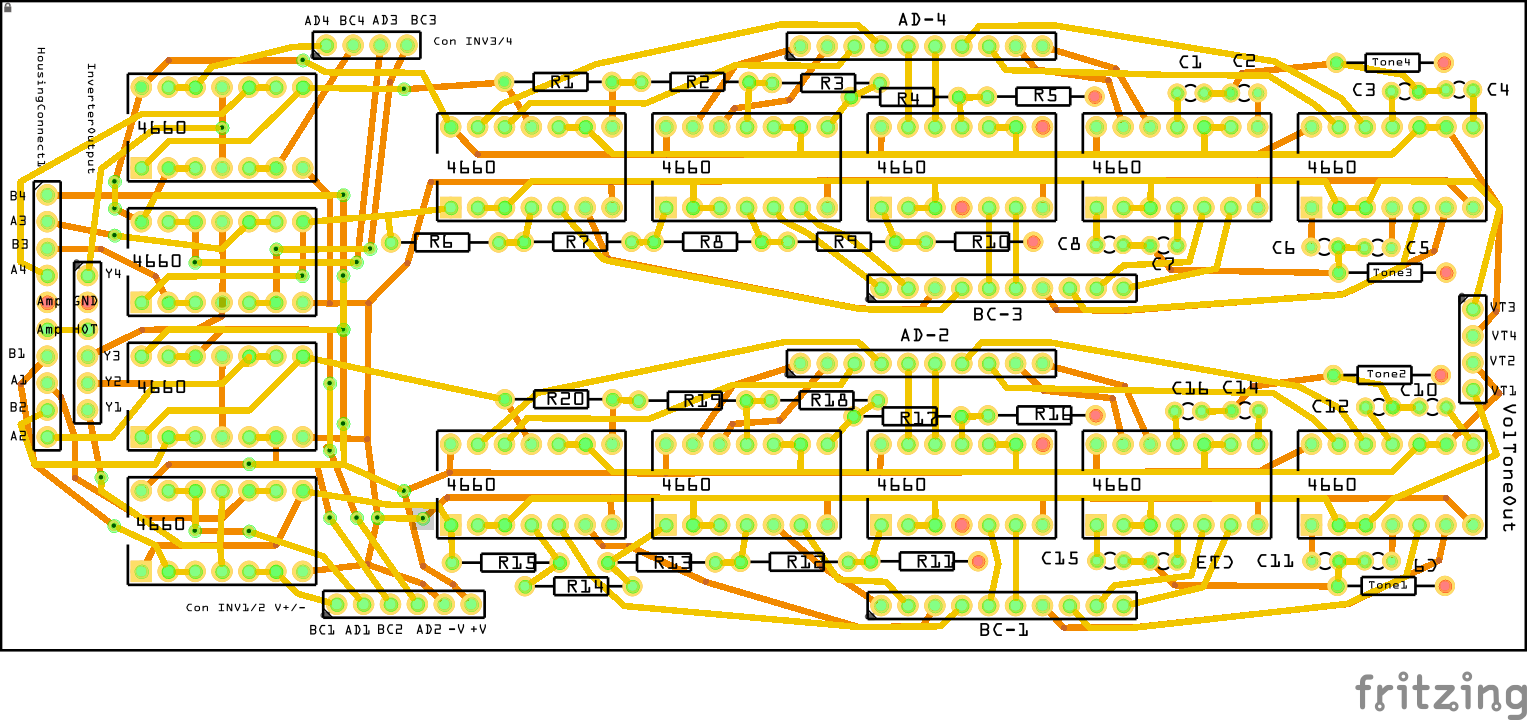 AD4 BC4 AD3 BC3
Con INV3/4
AD-4
HousingConnect1
InverterOutput
R1
R2
R3
R4
R5
C1
C2
Tone4
C3
C4
4660
4660
4660
4660
4660
4660
B4
A3
B3
A4
Y4
Amp GND
Amp HOT
B1
A1
B2
A2
Y3
Y2
Y1
4660
R6
R7
R8
R9
R10
C8
C7
C6
C5
Tone3
BC-3
VT3
VT4
VT2
VT1
AD-2
4660
R20
R19
R18
R17
R16
C16
C14
Tone2
C10
C12
VolToneOut
4660
4660
4660
4660
4660
4660
R15
R14
R13
R12
R11
C15
C13
C11
C9
Tone1
Con INV1/2 V+/-
BC1 AD1 BC2 AD2 -V +V
BC-1
fritzing